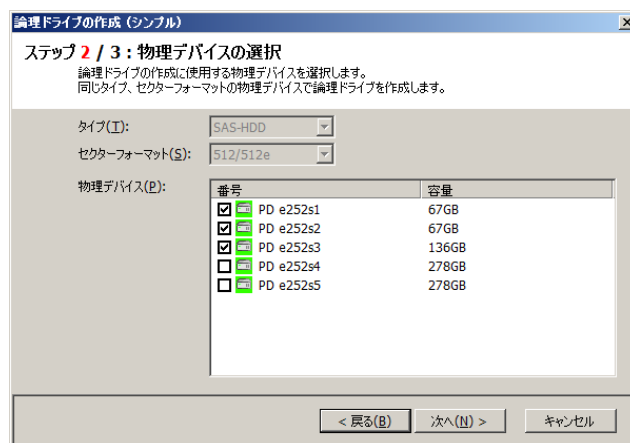 論理ドライブの作成 (シンプル)
ステップ 2 / 3 : 物理デバイスの選択
論理ドライブの作成に使用する物理デバイスを選択します。
同じタイプ、セクターフォーマットの物理デバイスで論理ドライブを作成します。
タイプ(T): SAS-HDD
セクターフォーマット(S): 512/512e
物理デバイス(P):
番号 容量
PD e252s1 67GB
PD e252s2 67GB
PD e252s3 136GB
PD e252s4 278GB
PD e252s5 278GB
< 戻る(B) 次へ(N) > キャンセル